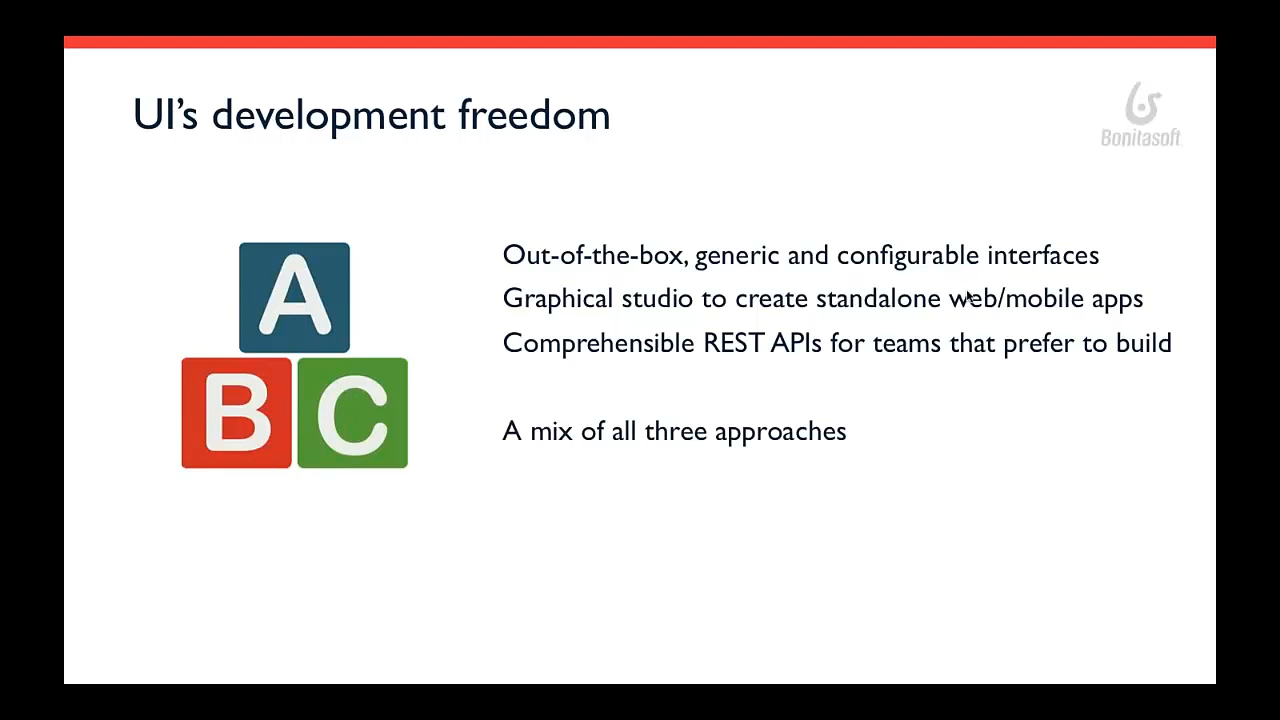 UI's development freedom
Bonitasoft
A
B C
Out-of-the-box, generic and configurable interfaces
Graphical studio to create standalone web/mobile apps
Comprehensible REST APIs for teams that prefer to build
A mix of all three approaches